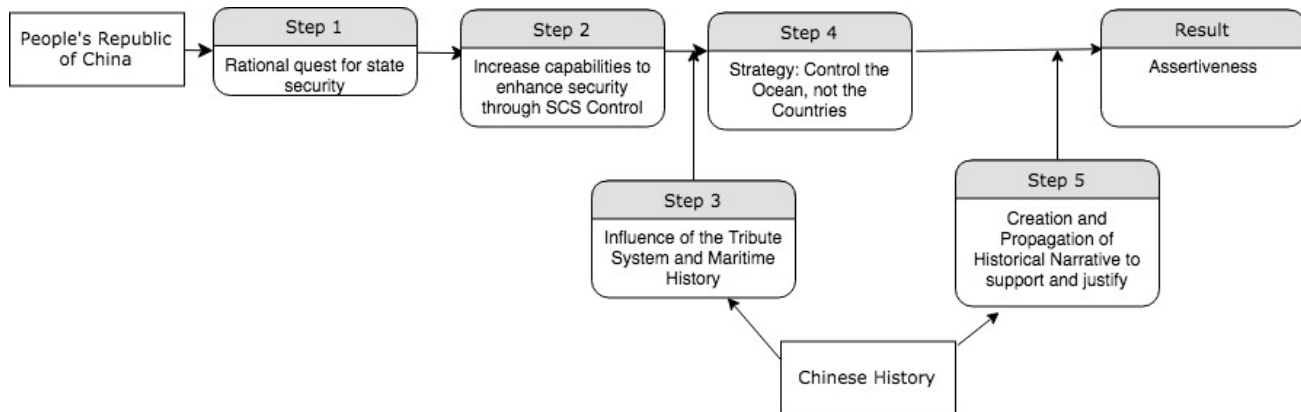 People's Republic
of China
Step 1
Rational quest for state
security
Step 2
Increase capabilities to
enhance security
through SCS Control
Step 4
Strategy: Control the
Ocean, not the
Countries
Result
Assertiveness
Step 3
Influence of the Tribute
System and Maritime
History
Step 5
Creation and
Propagation of
Historical Narrative to
support and justify
Chinese History